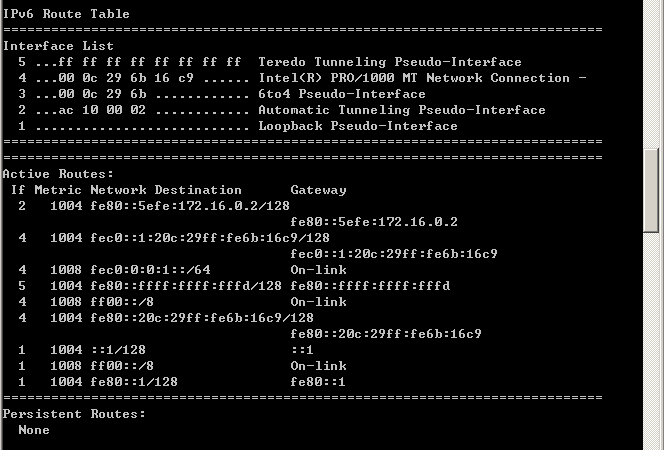 IPv6 Route Table
===========================================================================
Interface List
  5 ...ff ff ff ff ff ff ff ff  Teredo Tunneling Pseudo-Interface
  4 ...00 0c 29 6b 16 c9 ...... Intel(R) PRO/1000 MT Network Connection -
  3 ...00 0c 29 6b ............ 6to4 Pseudo-Interface
  2 ...ac 10 00 02 ............ Automatic Tunneling Pseudo-Interface
  1 ........................... Loopback Pseudo-Interface
===========================================================================
===========================================================================
Active Routes:
 If Metric Network Destination      Gateway
  2   1004 fe80::5efe:172.16.0.2/128
                                    fe80::5efe:172.16.0.2
  4   1004 fec0::1:20c:29ff:fe6b:16c9/128
                                    fec0::1:20c:29ff:fe6b:16c9
  4   1008 fec0:0:0:1::/64          On-link
  5   1004 fe80::ffff:ffff:fffd/128 fe80::ffff:ffff:fffd
  4   1008 ff00::/8                 On-link
  4   1004 fe80::20c:29ff:fe6b:16c9/128
                                    fe80::20c:29ff:fe6b:16c9
  1   1004 ::1/128                  ::1
  1   1008 ff00::/8                 On-link
  1   1004 fe80::1/128              fe80::1
===========================================================================
Persistent Routes:
  None